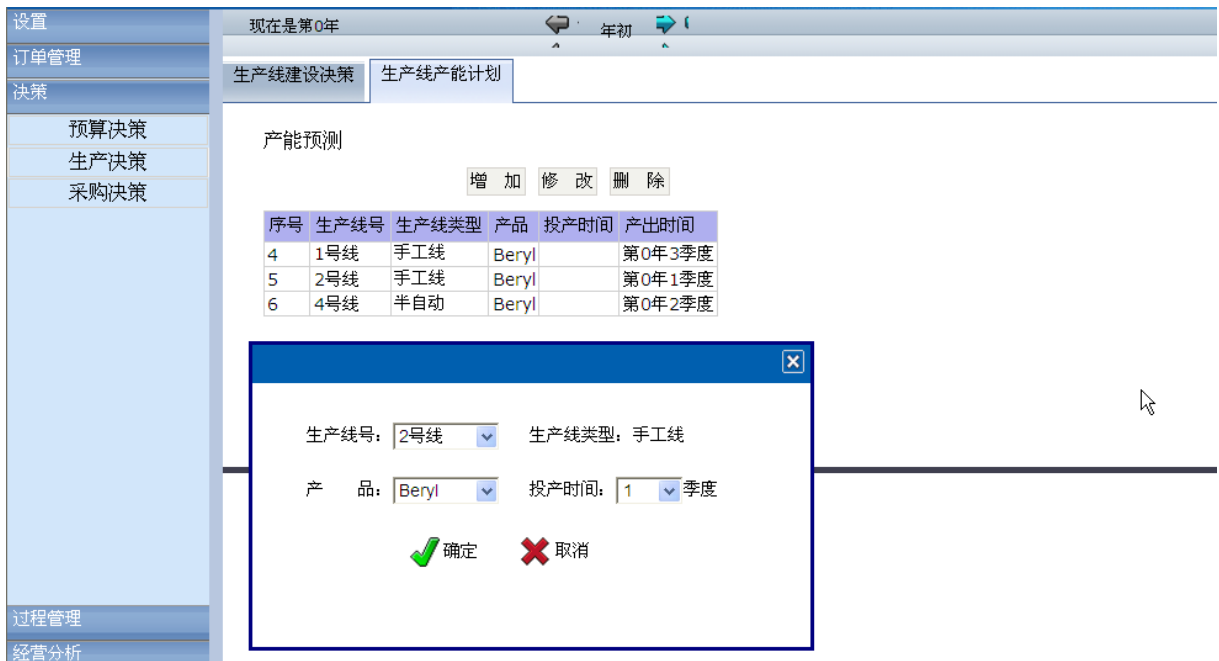 设置
订单管理
决策
预算决策
生产决策
采购决策
过程管理
经营分析
现在是第0年
年初
生产线建设决策 生产线产能计划
产能预测
增 加 修 改 删 除
序号 生产线号 生产线类型 产品 投产时间 产出时间
4 1号线 手工线 Beryl 第0年3季度
5 2号线 手工线 Beryl 第0年1季度
6 4号线 半自动 Beryl 第0年2季度
生产线号: 2号线 生产线类型: 手工线
产 品: Beryl 投产时间: 1 季度
确定 取消